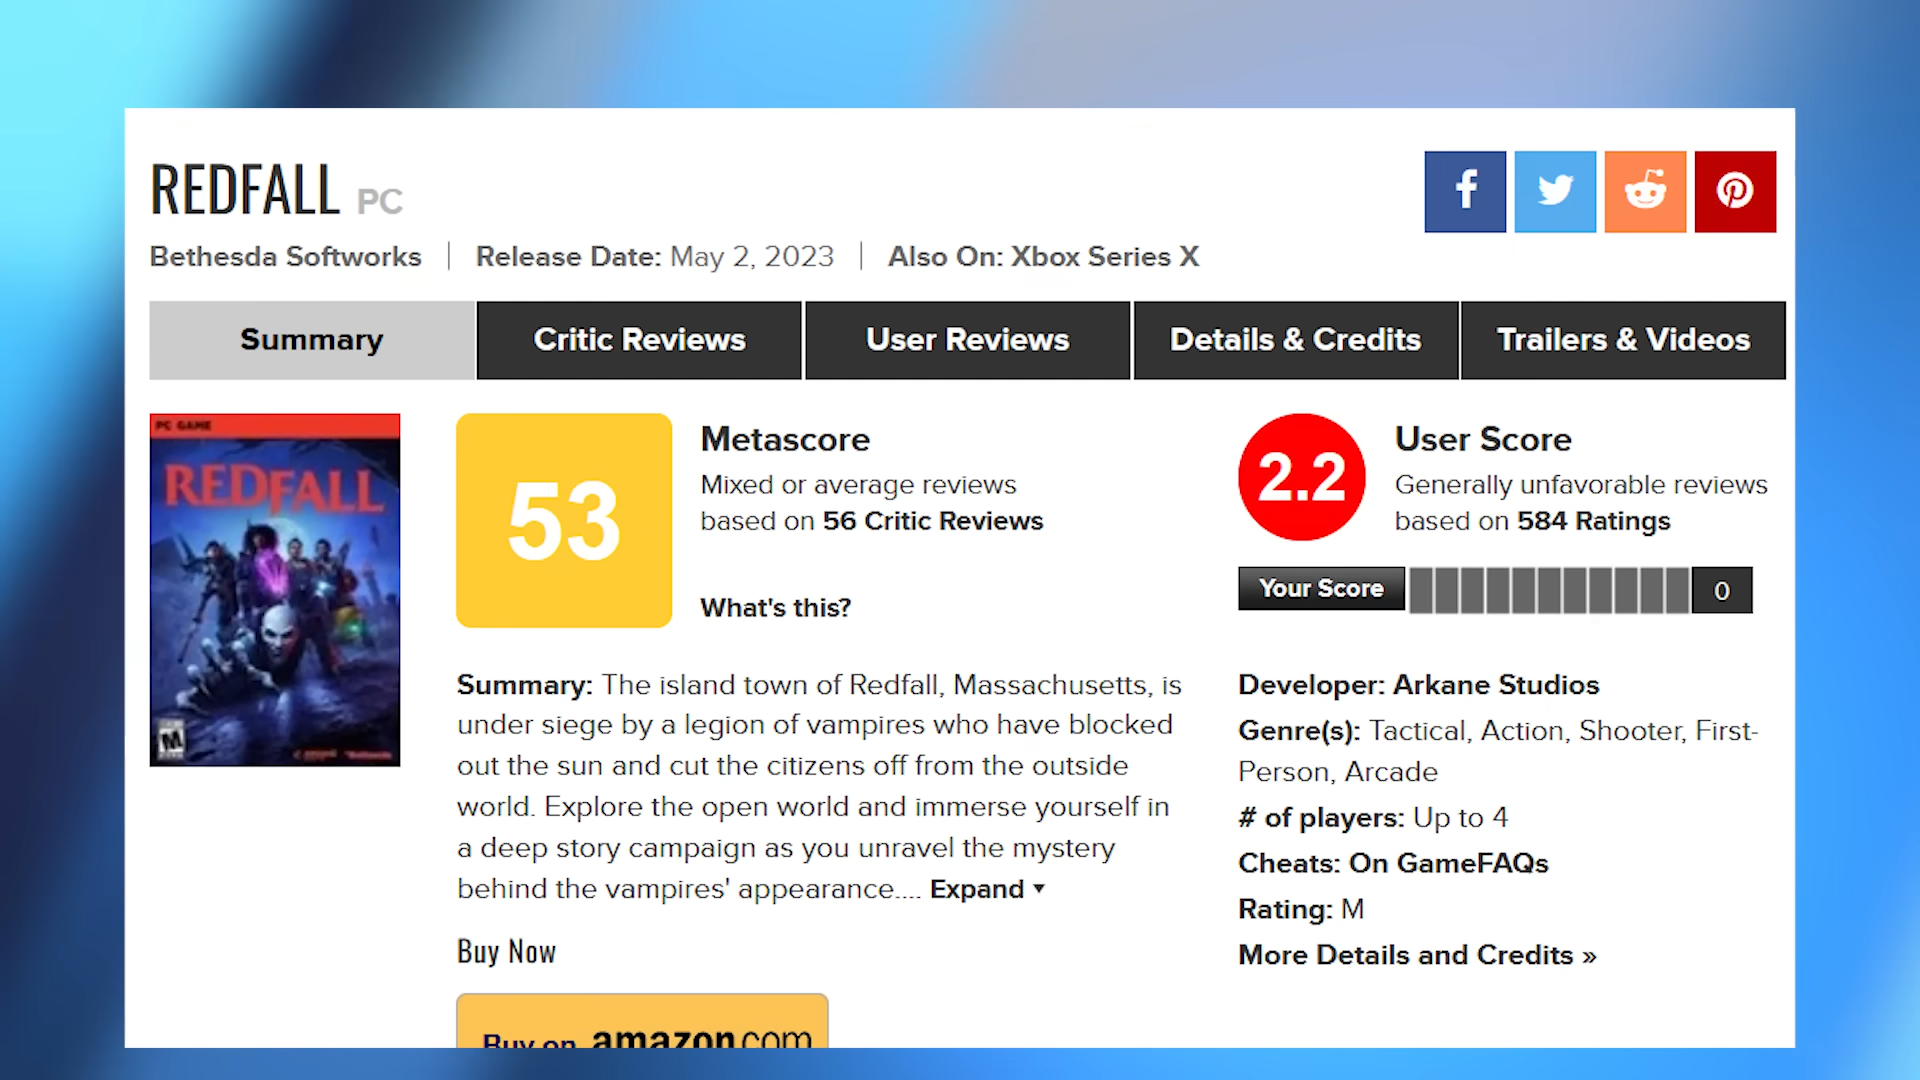 REDFALL PC
Bethesda Softworks | Release Date: May 2, 2023 | Also On: Xbox Series X
Summary
Critic Reviews
User Reviews
Details & Credits
Trailers & Videos
PC GAME
REDFALL
M
53
Metascore
Mixed or average reviews
based on 56 Critic Reviews
What's this?
2.2
User Score
Generally unfavorable reviews
based on 584 Ratings
Your Score
0
Summary: The island town of Redfall, Massachusetts, is
under siege by a legion of vampires who have blocked
out the sun and cut the citizens off from the outside
world. Explore the open world and immerse yourself in
a deep story campaign as you unravel the mystery
behind the vampires' appearance.... Expand
Buy Now
Buy on amazon.com
Developer: Arkane Studios
Genre(s): Tactical, Action, Shooter, First-
Person, Arcade
# of players: Up to 4
Cheats: On GameFAQs
Rating: M
More Details and Credits »